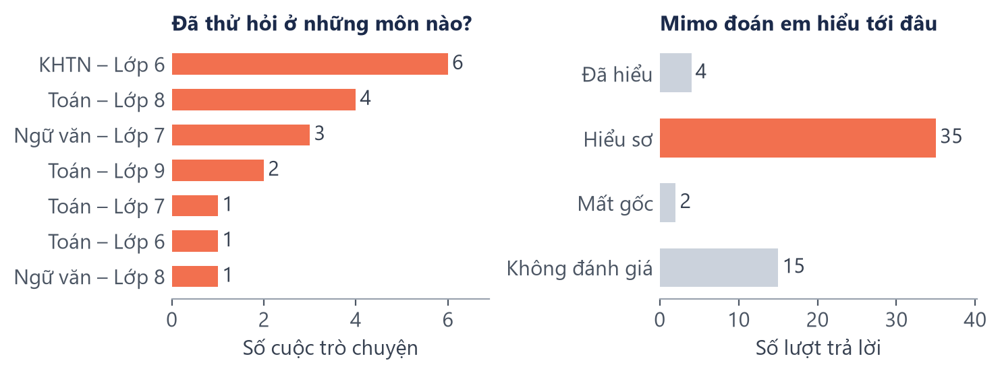 Đã thử hỏi ở những môn nào?
KHTN – Lớp 6
6
Toán – Lớp 8
4
Ngữ văn – Lớp 7
3
Toán – Lớp 9
2
Toán – Lớp 7
1
Toán – Lớp 6
1
Ngữ văn – Lớp 8
1
0 2 4 6
Số cuộc trò chuyện
Mimo đoán em hiểu tới đâu
Đã hiểu
4
Hiểu sơ
35
Mất gốc
2
Không đánh giá
15
0 10 20 30 40
Số lượt trả lời